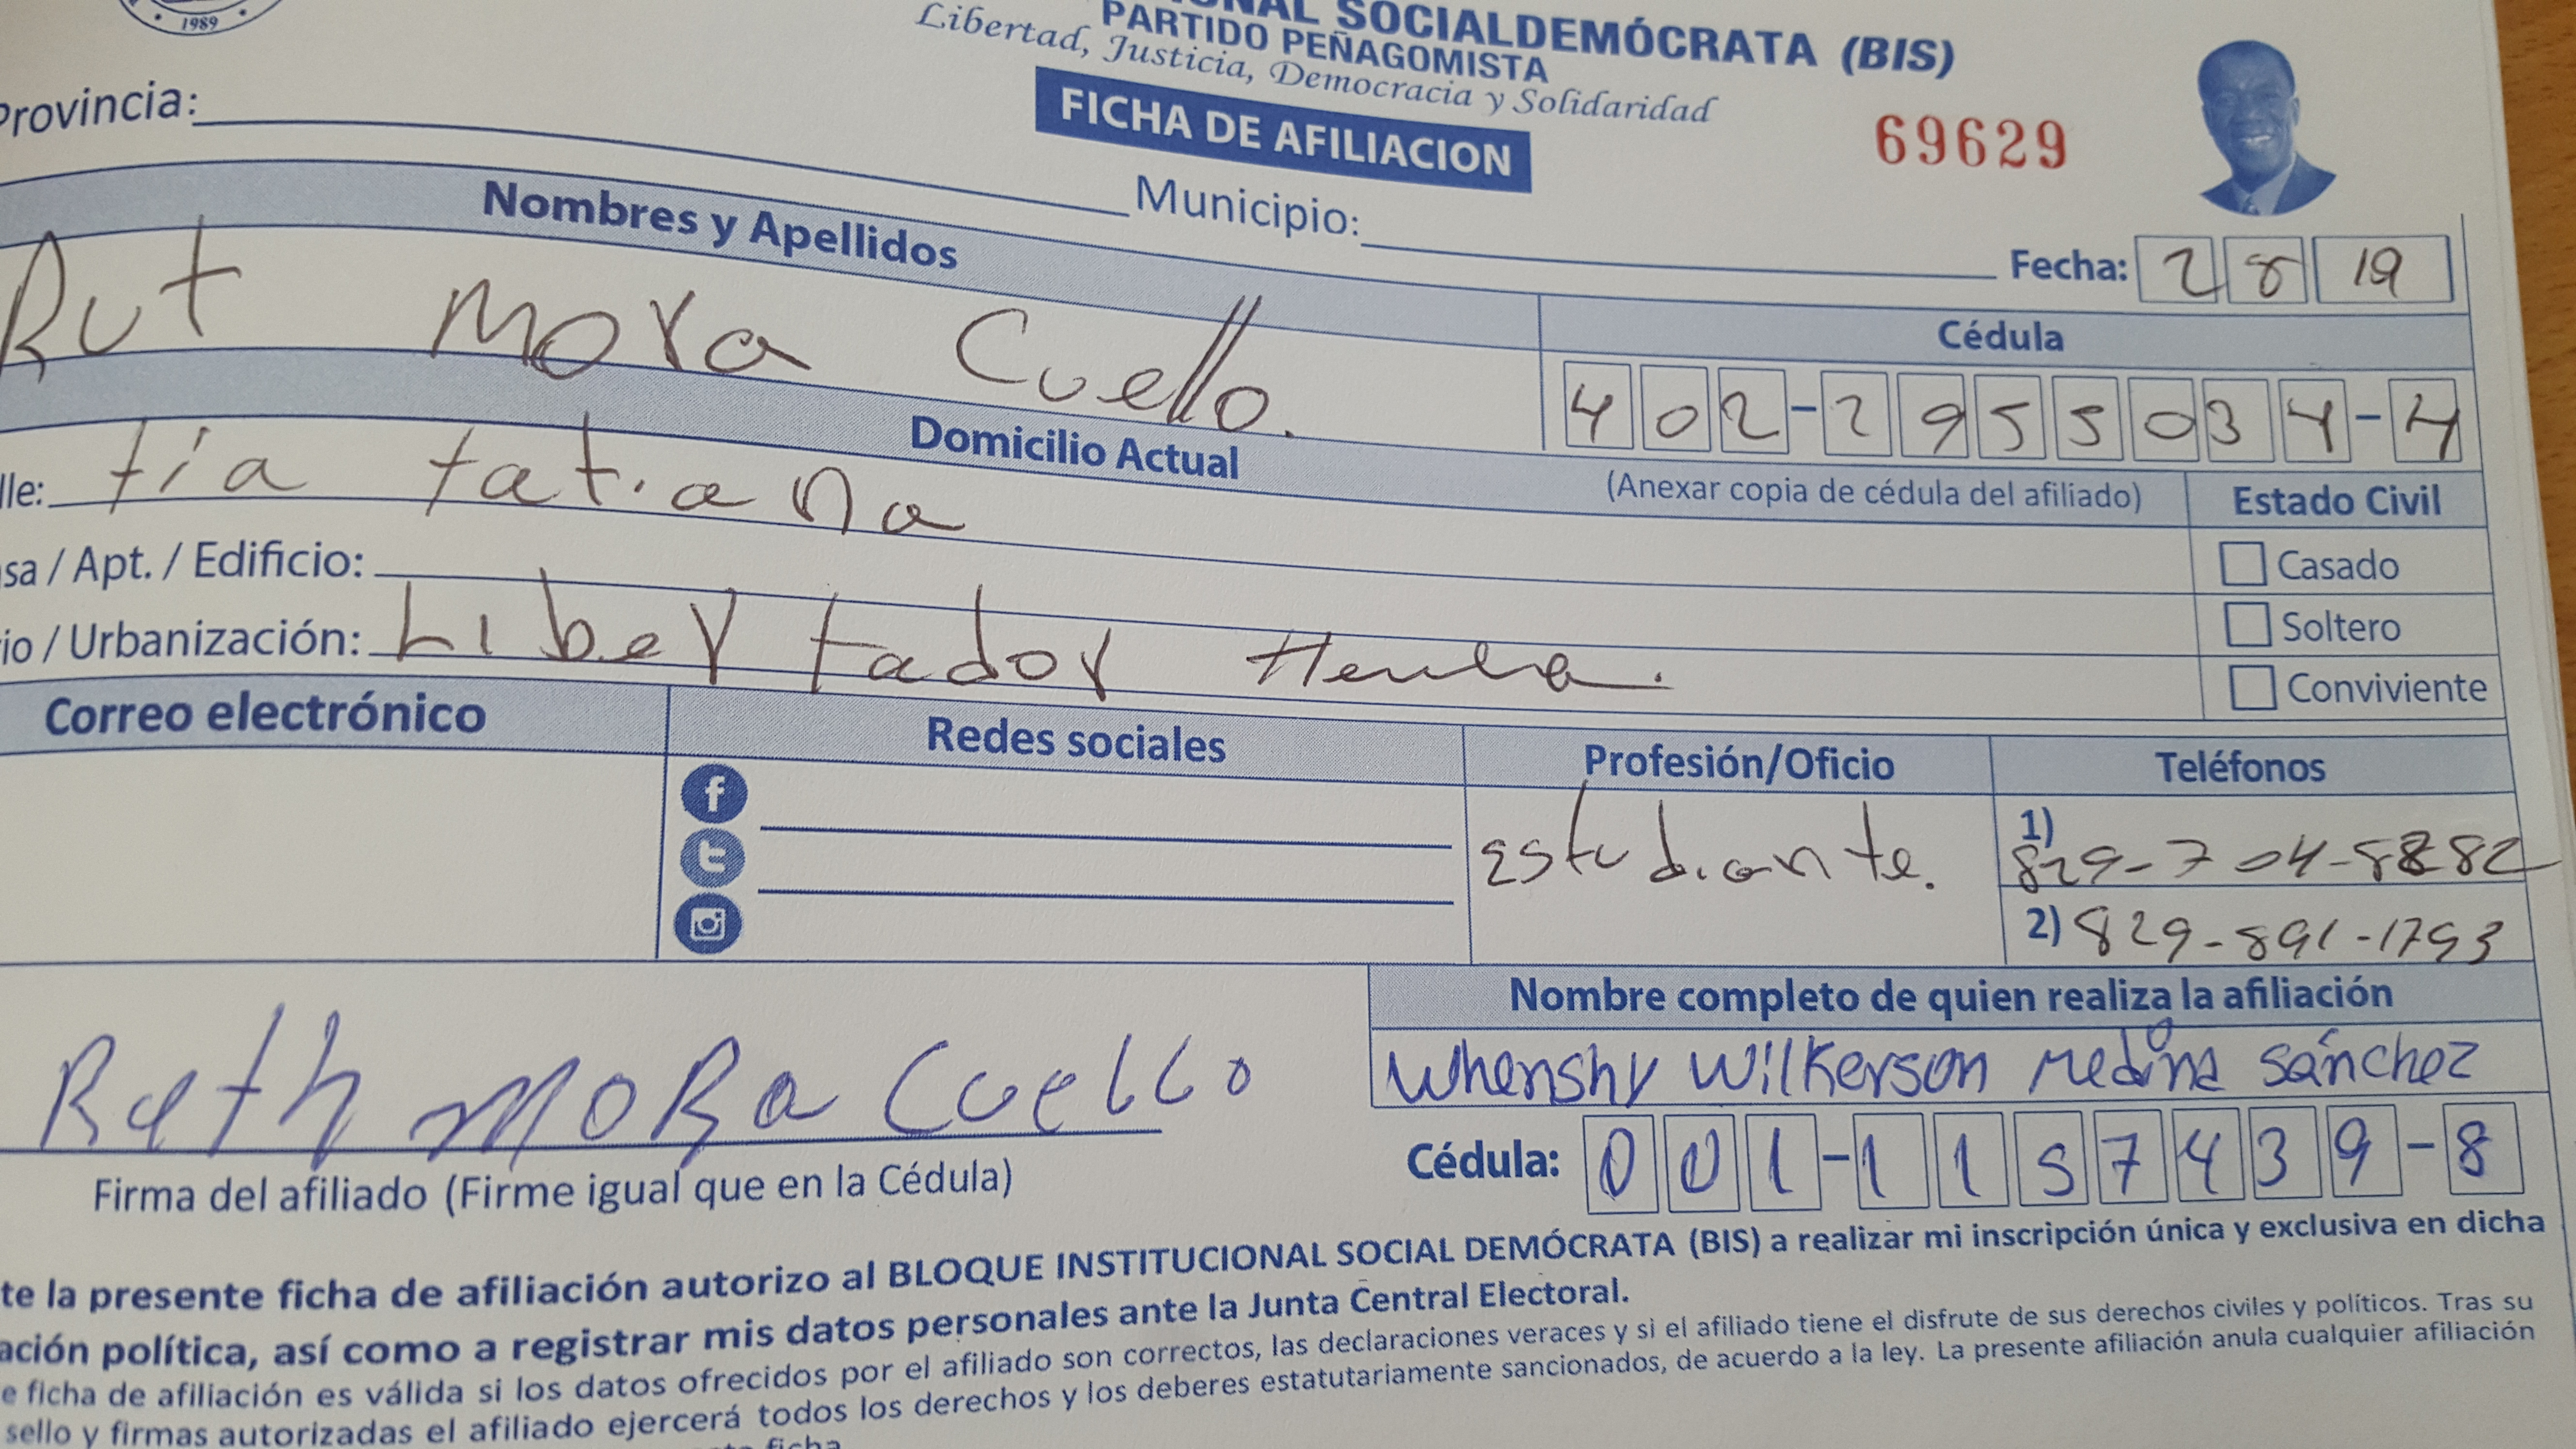 1989
SOCIALDEMÓCRATA (BIS)
PARTIDO PEÑAGOMISTA
Libertad, Justicia, Democracia y Solidaridad
FICHA DE AFILIACION
69629
Provincia:
Municipio:
Fecha: 2 8 19
Nombres y Apellidos
Cédula
Rut Mora Cuello.
402-2955034-4
Domicilio Actual
(Anexar copia de cédula del afiliado)
Estado Civil
lle: tia tatiana
Casado
sa / Apt. / Edificio:
Soltero
io / Urbanización: Libertador
Conviviente
Correo electrónico
Redes sociales
Profesión/Oficio
Teléfonos
Estudiante.
1) 829-704-8882
2) 829-891-1793
Nombre completo de quien realiza la afiliación
Whenshy Wilkerson Medina Sánchez
Ruth MoRa Cuello
Cédula: 001-1157439-8
Firma del afiliado (Firme igual que en la Cédula)
te la presente ficha de afiliación autorizo al BLOQUE INSTITUCIONAL SOCIAL DEMÓCRATA (BIS) a realizar mi inscripción única y exclusiva en dicha
ación política, así como a registrar mis datos personales ante la Junta Central Electoral.
e ficha de afiliación es válida si los datos ofrecidos por el afiliado son correctos, las declaraciones veraces y si el afiliado tiene el disfrute de sus derechos civiles y políticos. Tras su
sello y firmas autorizadas el afiliado ejercerá todos los derechos y los deberes estatutariamente sancionados, de acuerdo a la ley. La presente afiliación anula cualquier afiliación
ficha